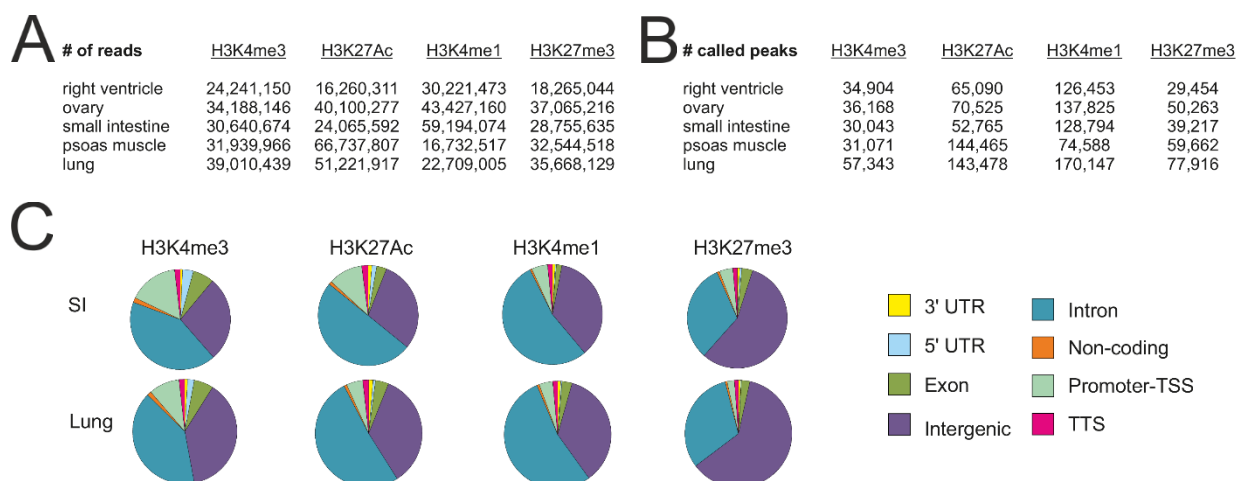 A
# of reads H3K4me3 H3K27Ac H3K4me1 H3K27me3
right ventricle 24,241,150 16,260,311 30,221,473 18,265,044
ovary 34,188,146 40,100,277 43,427,160 37,065,216
small intestine 30,640,674 24,065,592 59,194,074 28,755,635
psoas muscle 31,939,966 66,737,807 16,732,517 32,544,518
lung 39,010,439 51,221,917 22,709,005 35,668,129
B
# called peaks H3K4me3 H3K27Ac H3K4me1 H3K27me3
right ventricle 34,904 65,090 126,453 29,454
ovary 36,168 70,525 137,825 50,263
small intestine 30,043 52,765 128,794 39,217
psoas muscle 31,071 144,465 74,588 59,662
lung 57,343 143,478 170,147 77,916
C
H3K4me3 H3K27Ac H3K4me1 H3K27me3
SI
Lung
3' UTR
5' UTR
Exon
Intergenic
Intron
Non-coding
Promoter-TSS
TTS